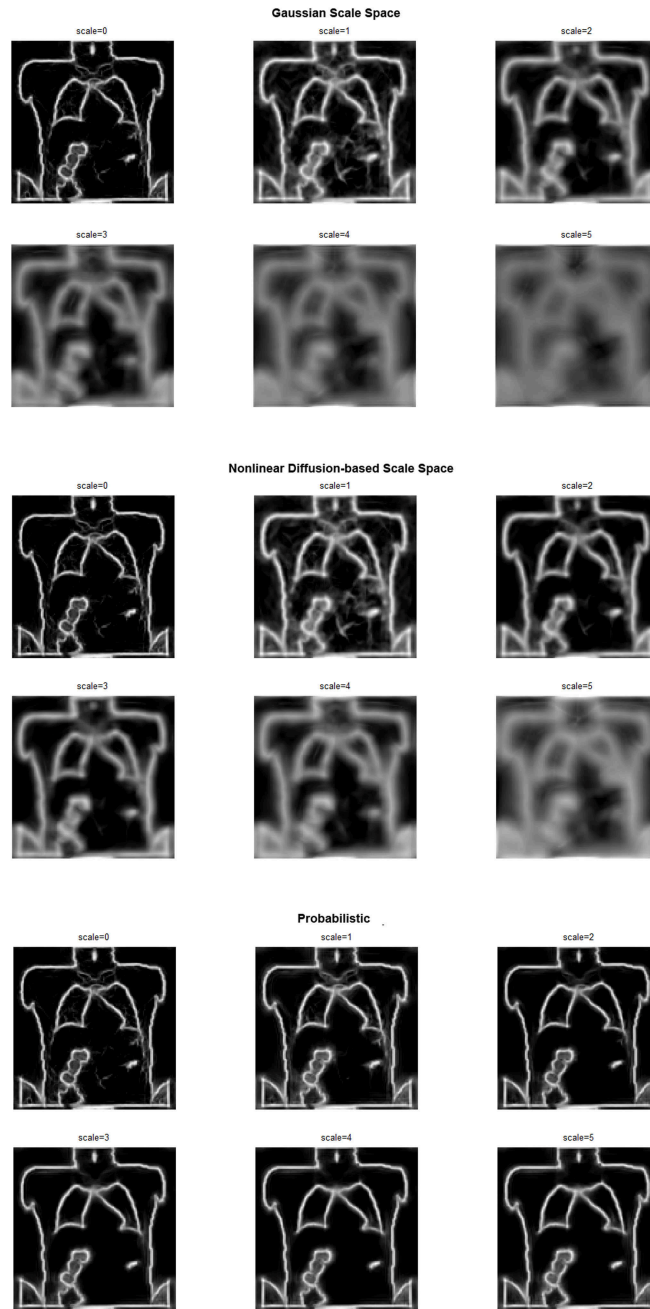 Gaussian Scale Space
scale=0 scale=1 scale=2
scale=3 scale=4 scale=5
Nonlinear Diffusion-based Scale Space
scale=0 scale=1 scale=2
scale=3 scale=4 scale=5
Probabilistic .
scale=0 scale=1 scale=2
scale=3 scale=4 scale=5